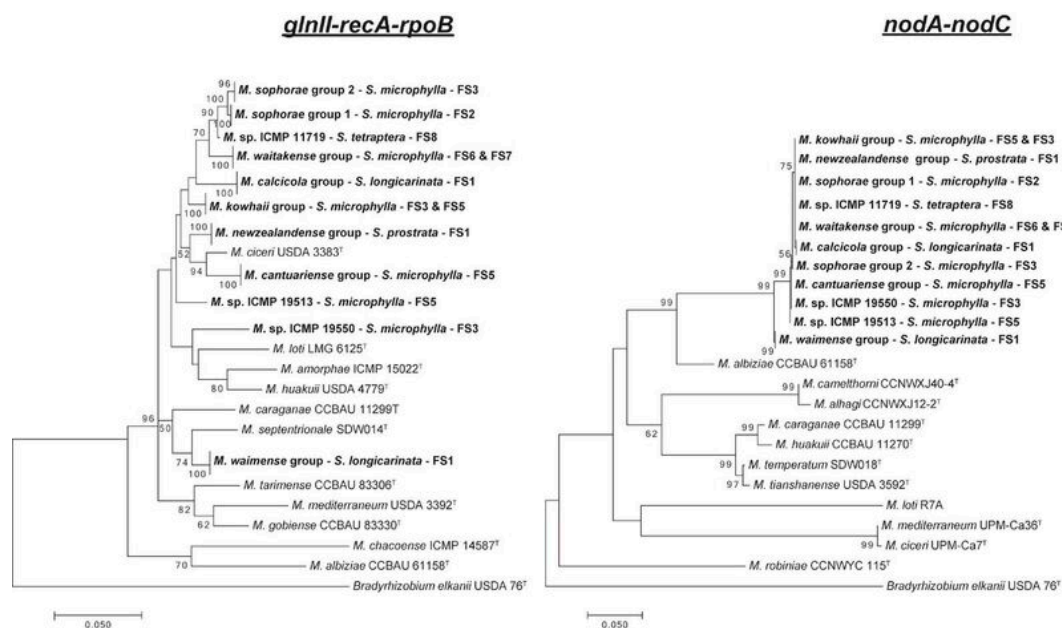 glnII-recA-rpoB
96
M. sophorae group 2 - S. microphylla - FS3
100
90
M. sophorae group 1 - S. microphylla - FS2
100
70
M. sp. ICMP 11719 - S. tetraptera - FS8
M. waitakense group - S. microphylla - FS6 & FS7
100
M. calcicola group - S. longicarinata - FS1
100
M. kowhaii group - S. microphylla - FS3 & FS5
100
100
M. newzealandense group - S. prostrata - FS1
52
M. ciceri USDA 3383ᵀ
94
M. cantuariense group - S. microphylla - FS5
100
M. sp. ICMP 19513 - S. microphylla - FS5
M. sp. ICMP 19550 - S. microphylla - FS3
M. loti LMG 6125ᵀ
M. amorphae ICMP 15022ᵀ
80
M. huakuii USDA 4779ᵀ
M. caraganae CCBAU 11299T
96
50
M. septentrionale SDW014ᵀ
74
M. waimense group - S. longicarinata - FS1
100
M. tarimense CCBAU 83306ᵀ
82
M. mediterraneum USDA 3392ᵀ
62
M. gobiense CCBAU 83330ᵀ
M. chacoense ICMP 14587ᵀ
70
M. albiziae CCBAU 61158ᵀ
Bradyrhizobium elkanii USDA 76ᵀ
0.050
nodA-nodC
M. kowhaii group - S. microphylla - FS5 & FS3
75
M. newzealandense group - S. prostrata - FS1
M. sophorae group 1 - S. microphylla - FS2
M. sp. ICMP 11719 - S. tetraptera - FS8
M. waitakense group - S. microphylla - FS6 & F
M. calcicola group - S. longicarinata - FS1
56
M. sophorae group 2 - S. microphylla - FS3
99
M. cantuariense group - S. microphylla - FS5
99
M. sp. ICMP 19550 - S. microphylla - FS3
99
M. sp. ICMP 19513 - S. microphylla - FS5
M. waimense group - S. longicarinata - FS1
99
M. albiziae CCBAU 61158ᵀ
99
M. camelthorni CCNWXJ40-4ᵀ
M. alhagi CCNWXJ12-2ᵀ
62
M. caraganae CCBAU 11299ᵀ
99
M. huakuii CCBAU 11270ᵀ
99
M. temperatum SDW018ᵀ
97
M. tianshanense USDA 3592ᵀ
M. loti R7A
M. mediterraneum UPM-Ca36ᵀ
99
M. ciceri UPM-Ca7ᵀ
M. robiniae CCNWYC 115ᵀ
Bradyrhizobium elkanii USDA 76ᵀ
0.050